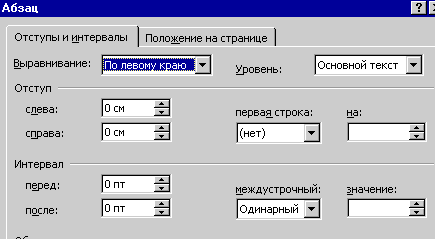 Абзац
Отступы и интервалы Положение на странице
Выравнивание: По левому краю Уровень: Основной текст
Отступ
слева: 0 см первая строка: на:
справа: 0 см (нет)
Интервал
перед: 0 пт междустрочный: значение:
после: 0 пт Одинарный